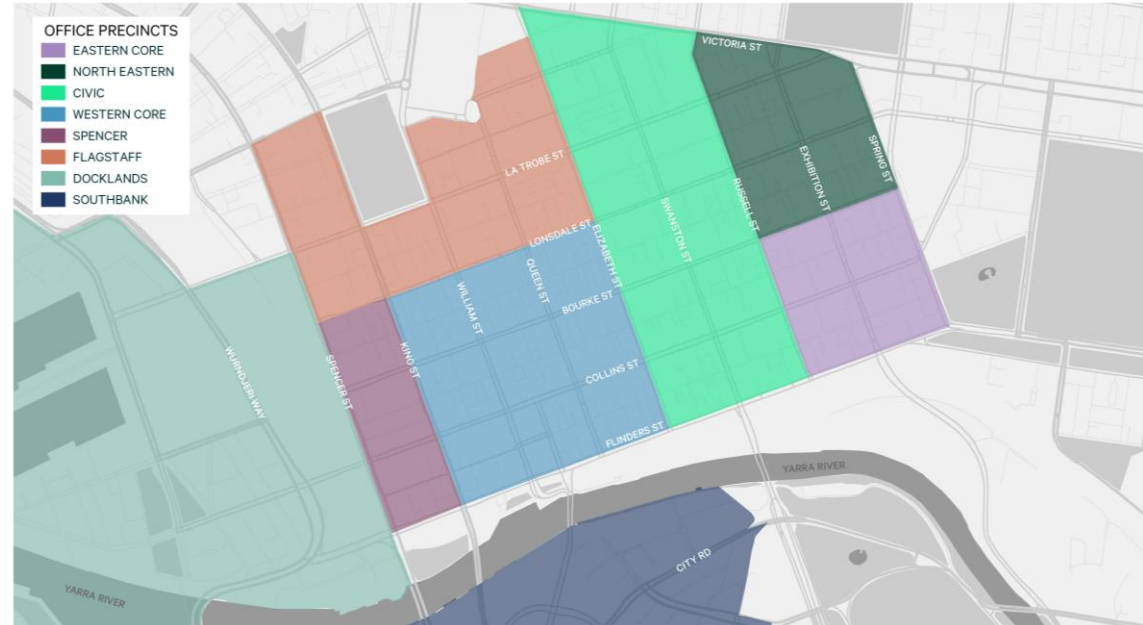 OFFICE PRECINCTS
EASTERN CORE
NORTH EASTERN
CIVIC
WESTERN CORE
SPENCER
FLAGSTAFF
DOCKLANDS
SOUTHBANK
VICTORIA ST
LA TROBE ST
EXHIBITION ST
SPRING ST
RUSSELL ST
SWANSTON ST
ELIZABETH ST
LONSDALE ST
QUEEN ST
WILLIAM ST
BOURKE ST
KING ST
SPENCER ST
WURUNDJERI WAY
COLLINS ST
FLINDERS ST
YARRA RIVER
CITY RD
YARRA RIVER